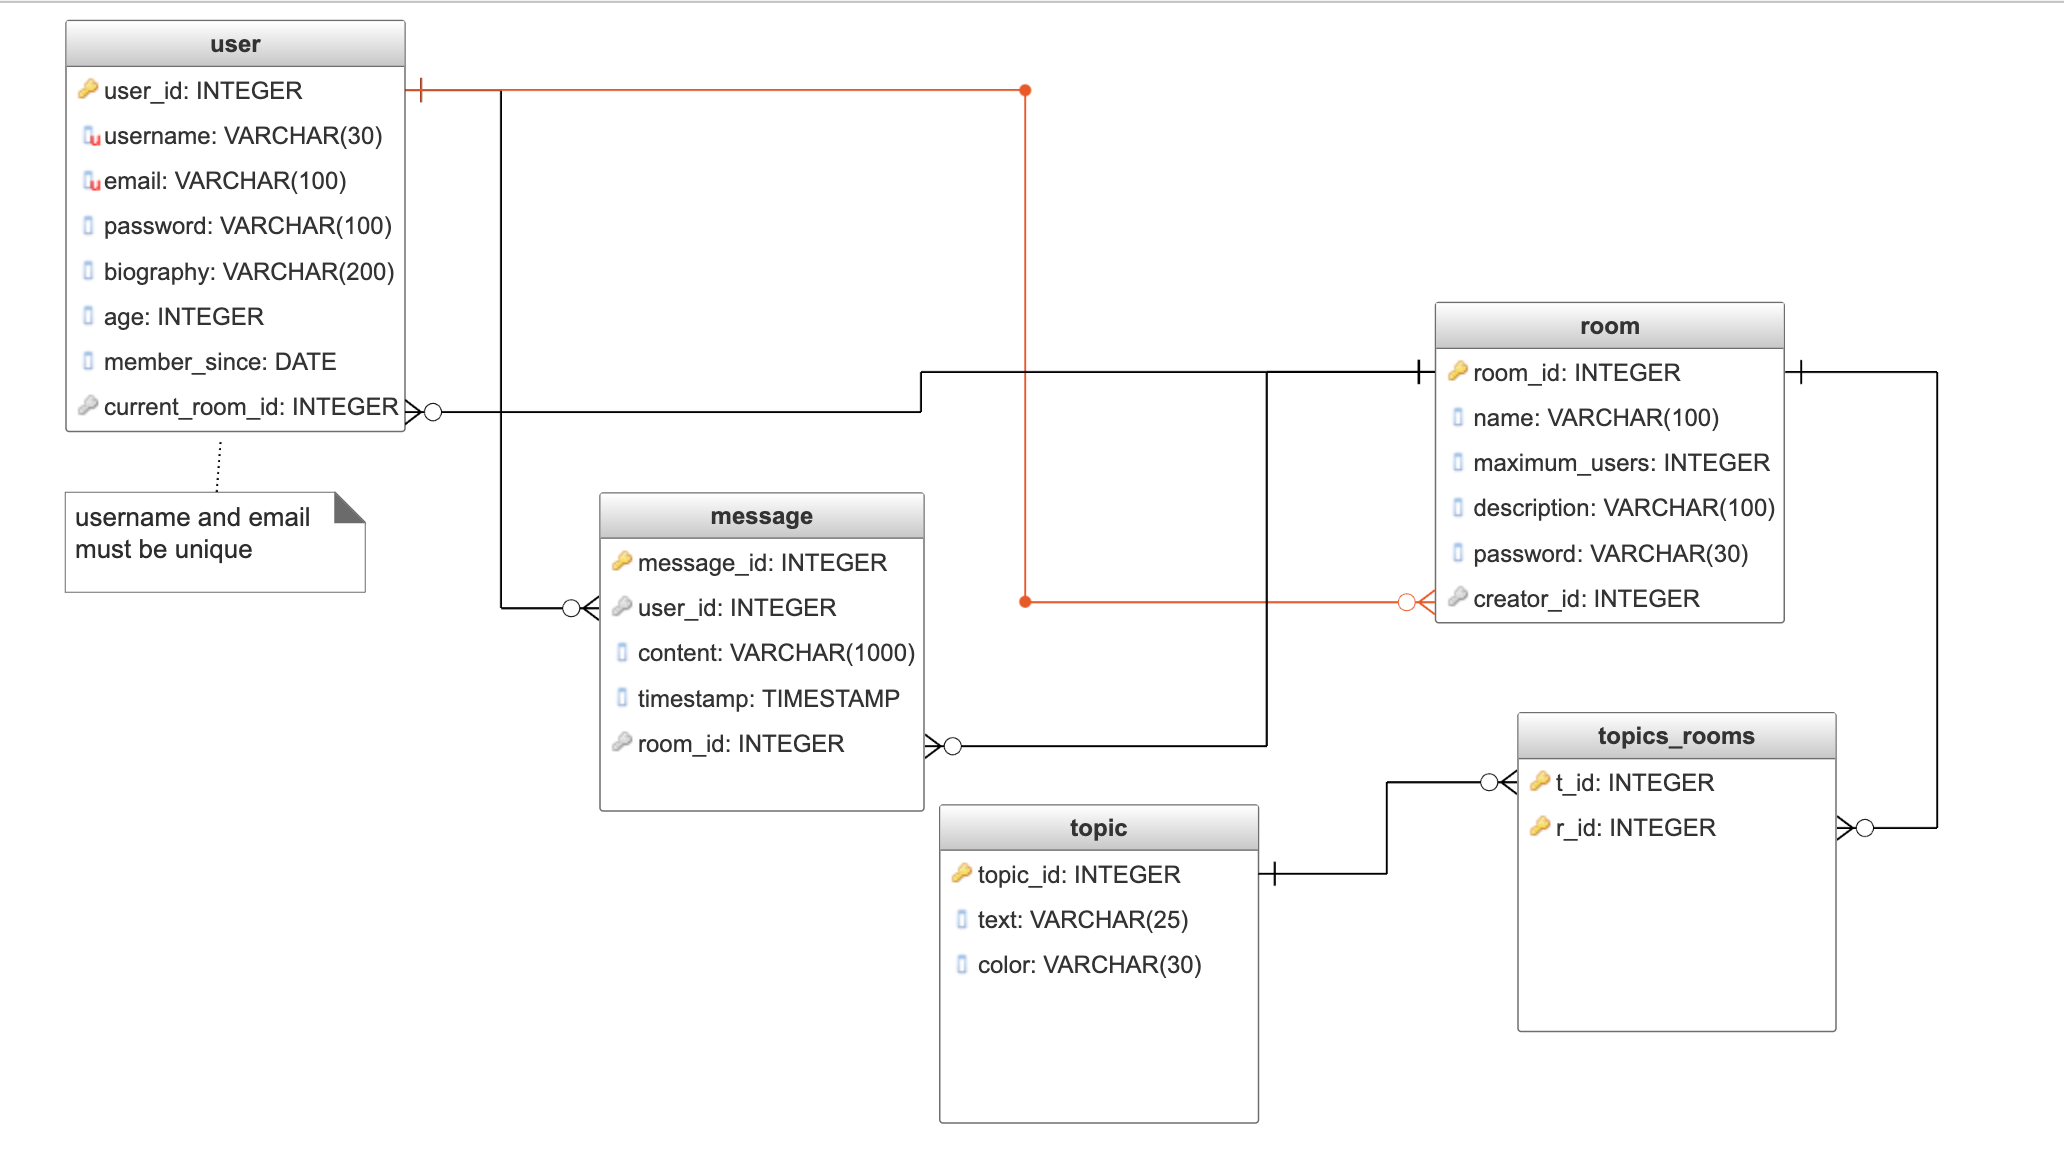 user
user_id: INTEGER
username: VARCHAR(30)
email: VARCHAR(100)
password: VARCHAR(100)
biography: VARCHAR(200)
age: INTEGER
member_since: DATE
current_room_id: INTEGER
username and email
must be unique
message
message_id: INTEGER
user_id: INTEGER
content: VARCHAR(1000)
timestamp: TIMESTAMP
room_id: INTEGER
room
room_id: INTEGER
name: VARCHAR(100)
maximum_users: INTEGER
description: VARCHAR(100)
password: VARCHAR(30)
creator_id: INTEGER
topic
topic_id: INTEGER
text: VARCHAR(25)
color: VARCHAR(30)
topics_rooms
t_id: INTEGER
r_id: INTEGER